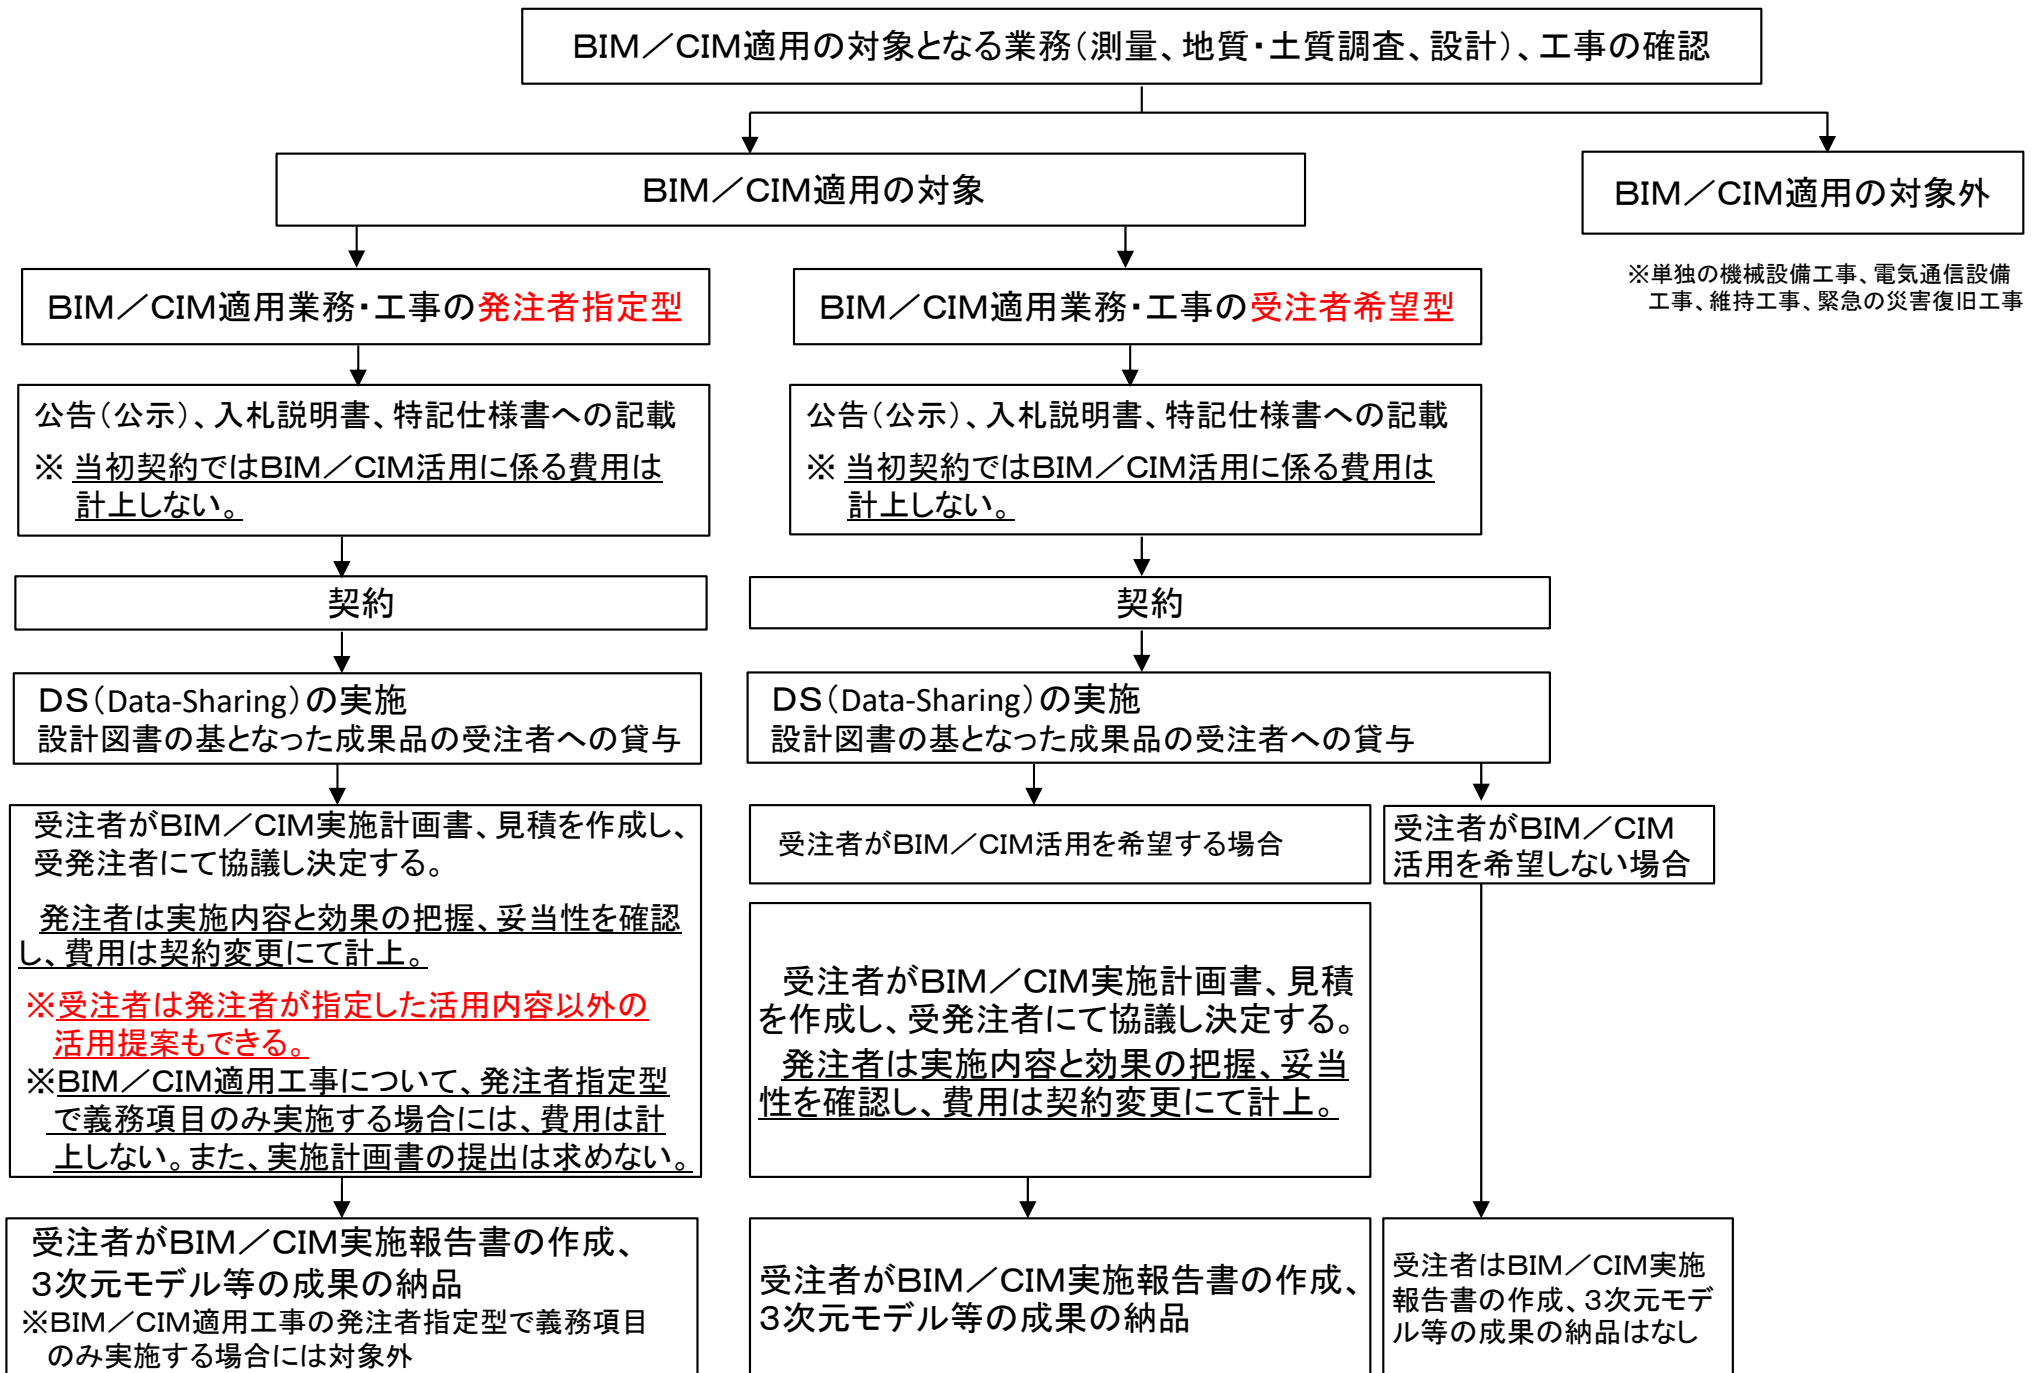 BIM／CIM適用の対象となる業務（測量、地質・土質調査、設計）、工事の確認
BIM／CIM適用の対象
BIM／CIM適用の対象外
※単独の機械設備工事、電気通信設備
工事、維持工事、緊急の災害復旧工事
BIM／CIM適用業務・工事の発注者指定型
公告（公示）、入札説明書、特記仕様書への記載
※ 当初契約ではBIM／CIM活用に係る費用は
計上しない。
契約
DS（Data-Sharing）の実施
設計図書の基となった成果品の受注者への貸与
受注者がBIM／CIM実施計画書、見積を作成し、
受発注者にて協議し決定する。
発注者は実施内容と効果の把握、妥当性を確認
し、費用は契約変更にて計上。
※受注者は発注者が指定した活用内容以外の
活用提案もできる。
※BIM／CIM適用工事について、発注者指定型
で義務項目のみ実施する場合には、費用は計
上しない。また、実施計画書の提出は求めない。
受注者がBIM／CIM実施報告書の作成、
３次元モデル等の成果の納品
※BIM／CIM適用工事の発注者指定型で義務項目
のみ実施する場合には対象外
BIM／CIM適用業務・工事の受注者希望型
公告（公示）、入札説明書、特記仕様書への記載
※ 当初契約ではBIM／CIM活用に係る費用は
計上しない。
契約
DS（Data-Sharing）の実施
設計図書の基となった成果品の受注者への貸与
受注者がBIM／CIM活用を希望する場合
受注者がBIM／CIM実施計画書、見積
を作成し、受発注者にて協議し決定する。
発注者は実施内容と効果の把握、妥当
性を確認し、費用は契約変更にて計上。
受注者がBIM／CIM実施報告書の作成、
３次元モデル等の成果の納品
受注者がBIM／CIM
活用を希望しない場合
受注者はBIM／CIM実施
報告書の作成、３次元モデ
ル等の成果の納品はなし